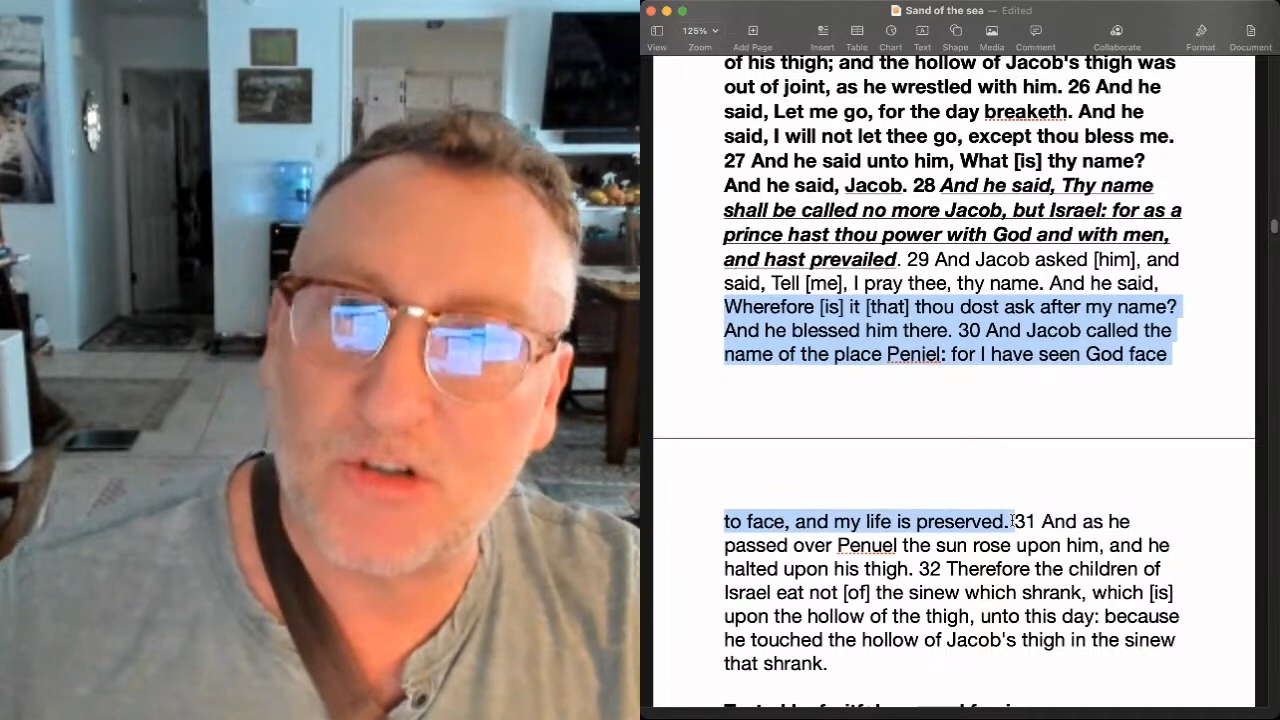 Sand of the sea — Edited
125%
View Zoom Add Page Insert Table Chart Text Shape Media Comment Collaborate Format Document
of his thigh; and the hollow of Jacob's thigh was
out of joint, as he wrestled with him. 26 And he
said, Let me go, for the day breaketh. And he
said, I will not let thee go, except thou bless me.
27 And he said unto him, What [is] thy name?
And he said, Jacob. 28 And he said, Thy name
shall be called no more Jacob, but Israel: for as a
prince hast thou power with God and with men,
and hast prevailed. 29 And Jacob asked [him], and
said, Tell [me], I pray thee, thy name. And he said,
Wherefore [is] it [that] thou dost ask after my name?
And he blessed him there. 30 And Jacob called the
name of the place Peniel: for I have seen God face
to face, and my life is preserved. 31 And as he
passed over Penuel the sun rose upon him, and he
halted upon his thigh. 32 Therefore the children of
Israel eat not [of] the sinew which shrank, which [is]
upon the hollow of the thigh, unto this day: because
he touched the hollow of Jacob's thigh in the sinew
that shrank.